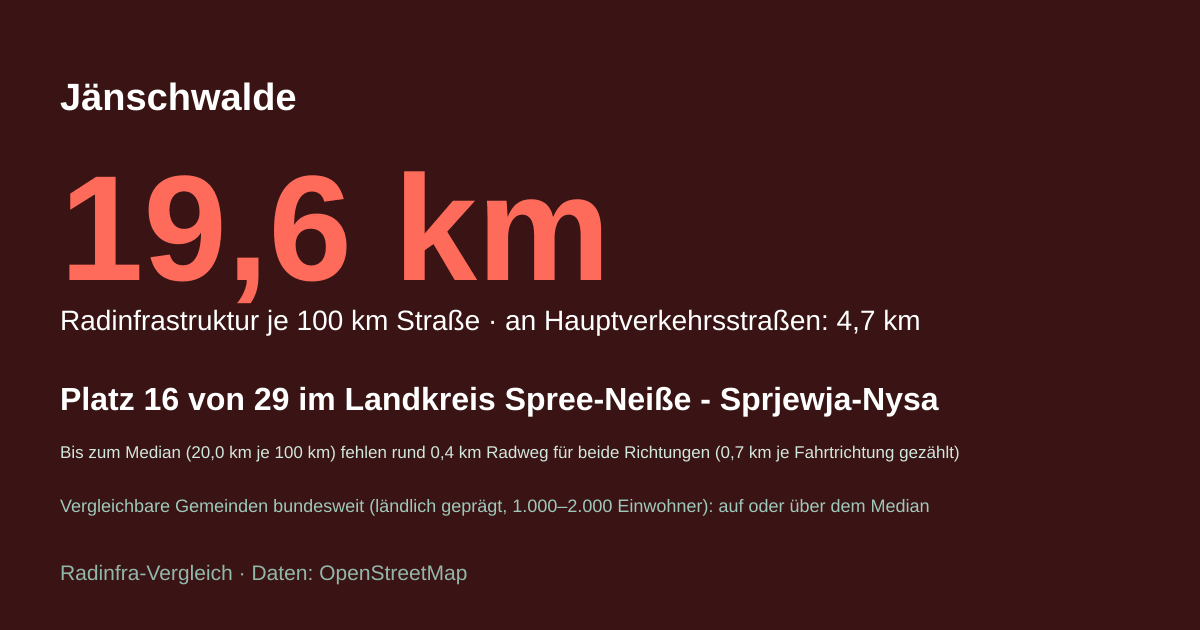 Jänschwalde
19,6 km
Radinfrastruktur je 100 km Straße · an Hauptverkehrsstraßen: 4,7 km
Platz 16 von 29 im Landkreis Spree-Neiße - Sprjewja-Nysa
Bis zum Median (20,0 km je 100 km) fehlen rund 0,4 km Radweg für beide Richtungen (0,7 km je Fahrtrichtung gezählt)
Vergleichbare Gemeinden bundesweit (ländlich geprägt, 1.000–2.000 Einwohner): auf oder über dem Median
Radinfra-Vergleich · Daten: OpenStreetMap